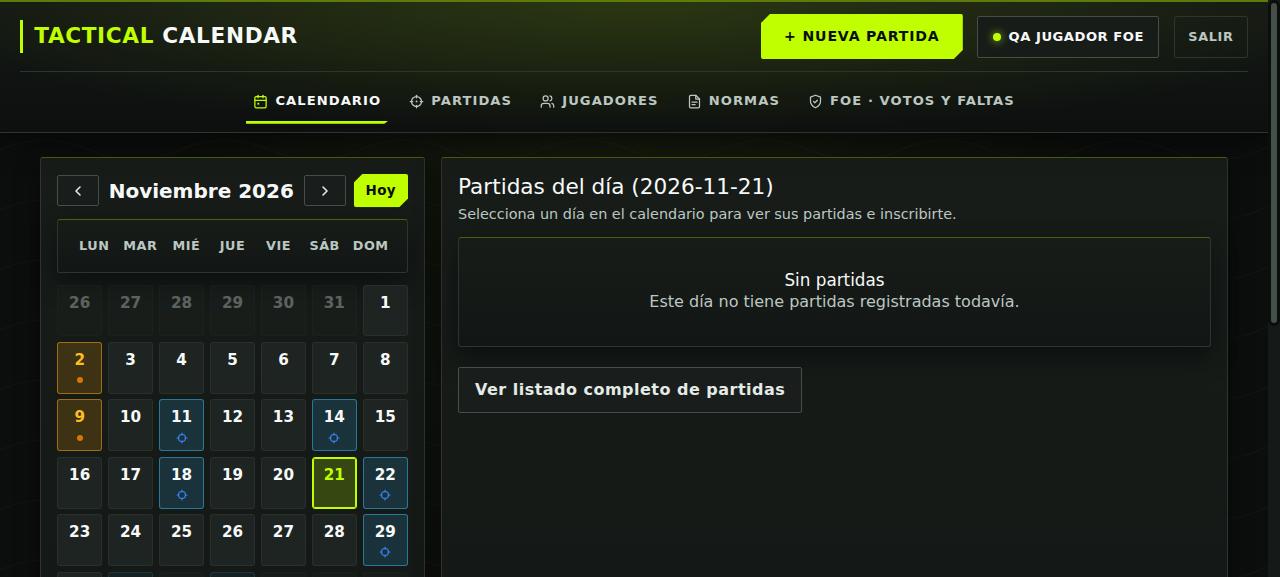 TACTICAL CALENDAR
+ NUEVA PARTIDA
QA JUGADOR FOE
SALIR
CALENDARIO
PARTIDAS
JUGADORES
NORMAS
FOE · VOTOS Y FALTAS
Noviembre 2026
Hoy
LUN MAR MIÉ JUE VIE SÁB DOM
26 27 28 29 30 31 1
2 3 4 5 6 7 8
9 10 11 12 13 14 15
16 17 18 19 20 21 22
23 24 25 26 27 28 29
Partidas del día (2026-11-21)
Selecciona un día en el calendario para ver sus partidas e inscribirte.
Sin partidas
Este día no tiene partidas registradas todavía.
Ver listado completo de partidas